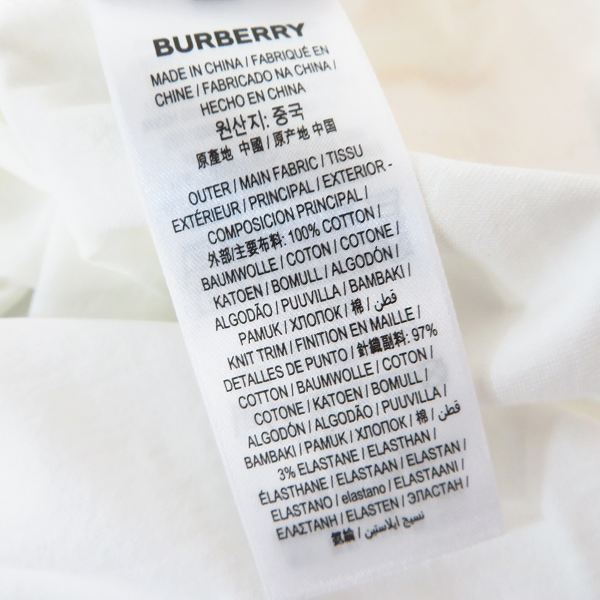 BURBERRY
MADE IN CHINA / FABRIQUÉ EN
CHINE / FABRICADO NA CHINA /
HECHO EN CHINA
원산지: 중국
原產地 中國 / 原产地 中国
OUTER / MAIN FABRIC / TISSU
EXTÉRIEUR / PRINCIPAL / EXTERIOR -
COMPOSICION PRINCIPAL /
外部/主要布料: 100% COTTON /
BAUMWOLLE / COTON / COTONE /
KATOEN / BOMULL / ALGODÓN /
ALGODÃO / PUUVILLA / BAMBAKI /
PAMUK / ХЛОПОК / 棉 / قطن /
KNIT TRIM / FINITION EN MAILLE /
DETALLES DE PUNTO / 針織副料: 97%
COTTON / BAUMWOLLE / COTON /
COTONE / KATOEN / BOMULL /
ALGODÓN / ALGODÃO / PUUVILLA /
BAMBAKI / PAMUK / ХЛОПОК / 棉 / قطن /
3% ELASTANE / ELASTHAN /
ÉLASTHANE / ELASTAAN / ELASTAN /
ELASTANO / elastano / ELASTAANI /
ΕΛΑΣΤΑΝΗ / ELASTEN / ЭЛАСТАН /
氨綸 / نسيج ايلاستين /